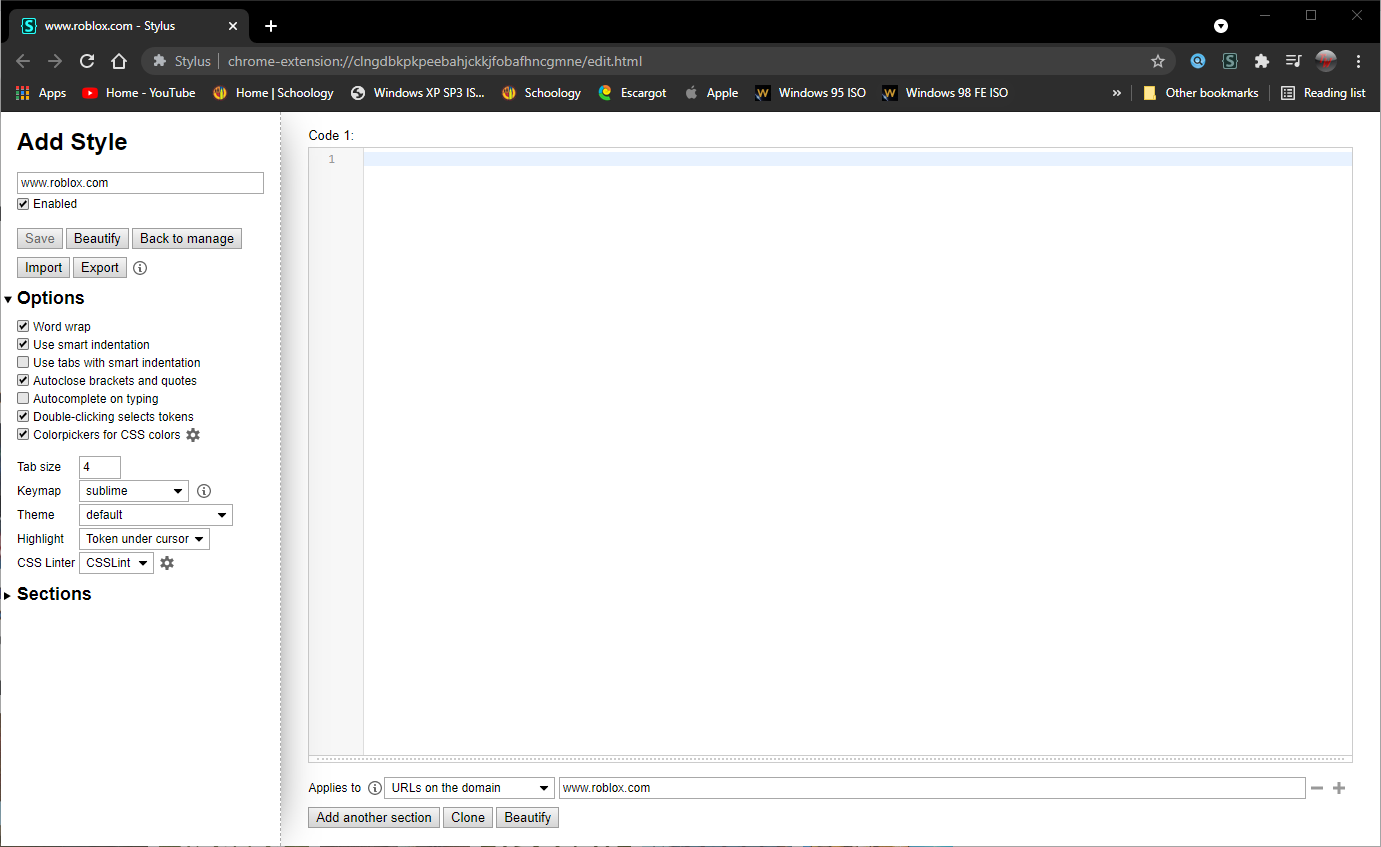 www.roblox.com - Stylus
Stylus | chrome-extension://clngdbkpkpeebahjckkjfobafhncgmne/edit.html
Apps Home - YouTube Home | Schoology Windows XP SP3 IS... Schoology Escargot Apple Windows 95 ISO Windows 98 FE ISO » Other bookmarks Reading list
Add Style
www.roblox.com
Enabled
Save Beautify Back to manage
Import Export
Options
Word wrap
Use smart indentation
Use tabs with smart indentation
Autoclose brackets and quotes
Autocomplete on typing
Double-clicking selects tokens
Colorpickers for CSS colors
Tab size 4
Keymap sublime
Theme default
Highlight Token under cursor
CSS Linter CSSLint
Sections
Code 1:
1
Applies to URLs on the domain www.roblox.com
Add another section Clone Beautify